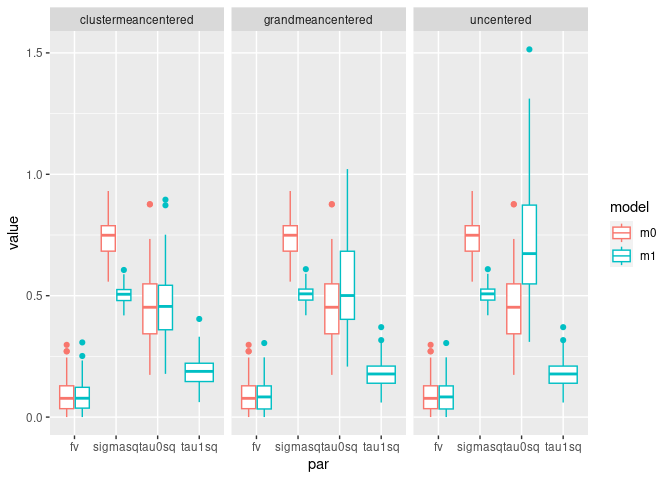 clustermeancentered
grandmeancentered
uncentered
1.5
1.0
0.5
0.0
value
fv sigmasq tau0sq tau1sq
fv sigmasq tau0sq tau1sq
fv sigmasq tau0sq tau1sq
par
model
m0
m1